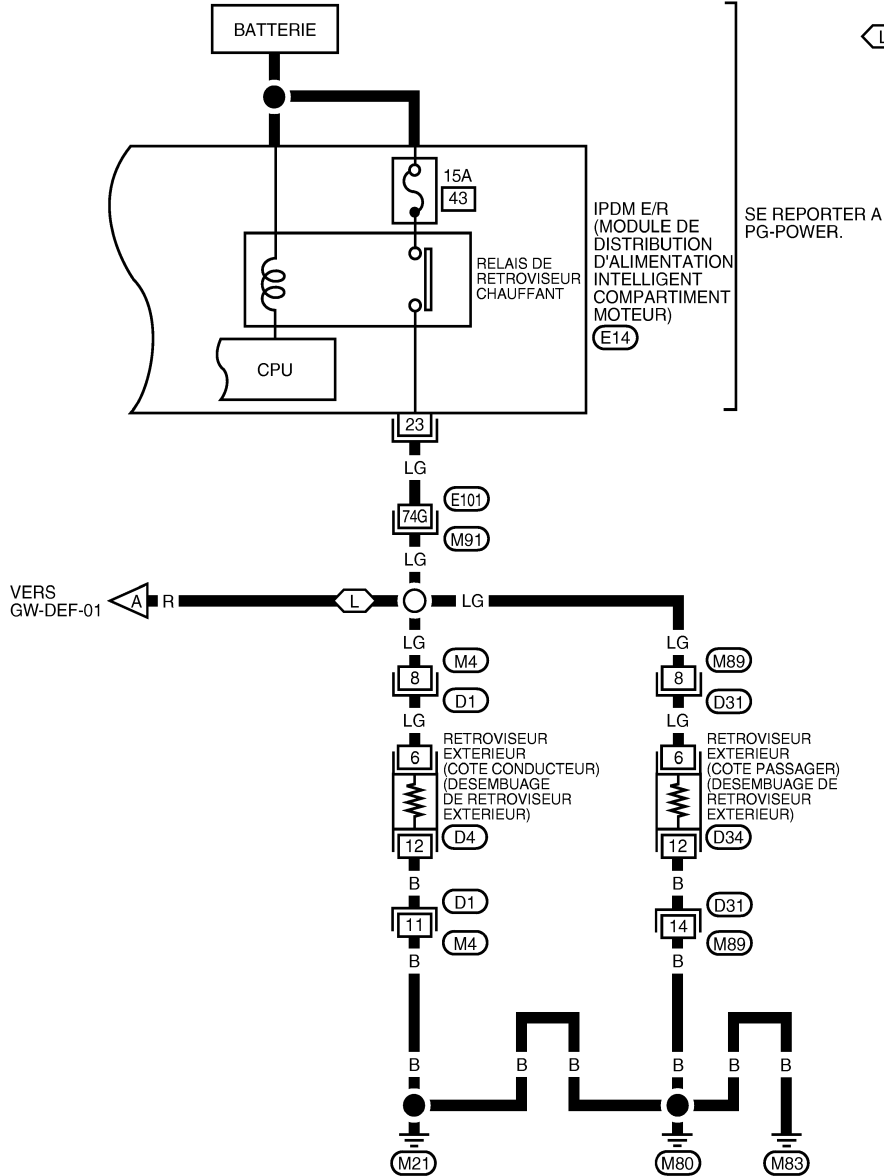 BATTERIE
L
15A
43
IPDM E/R
(MODULE DE
DISTRIBUTION
D'ALIMENTATION
INTELLIGENT
COMPARTIMENT
MOTEUR)
E14
SE REPORTER A
PG-POWER.
RELAIS DE
RETROVISEUR
CHAUFFANT
CPU
23
LG
E101
74G
M91
LG
VERS
GW-DEF-01
A
R
L
LG
LG
LG
M4
M89
8
8
D1
D31
LG
LG
RETROVISEUR
EXTERIEUR
(COTE CONDUCTEUR)
(DESEMBUAGE
DE RETROVISEUR
EXTERIEUR)
6
RETROVISEUR
EXTERIEUR
(COTE PASSAGER)
(DESEMBUAGE DE
RETROVISEUR
EXTERIEUR)
6
D4
D34
12
12
B
B
D1
D31
11
14
M4
M89
B
B
B
B
B
B
B
B
M21
M80
M83